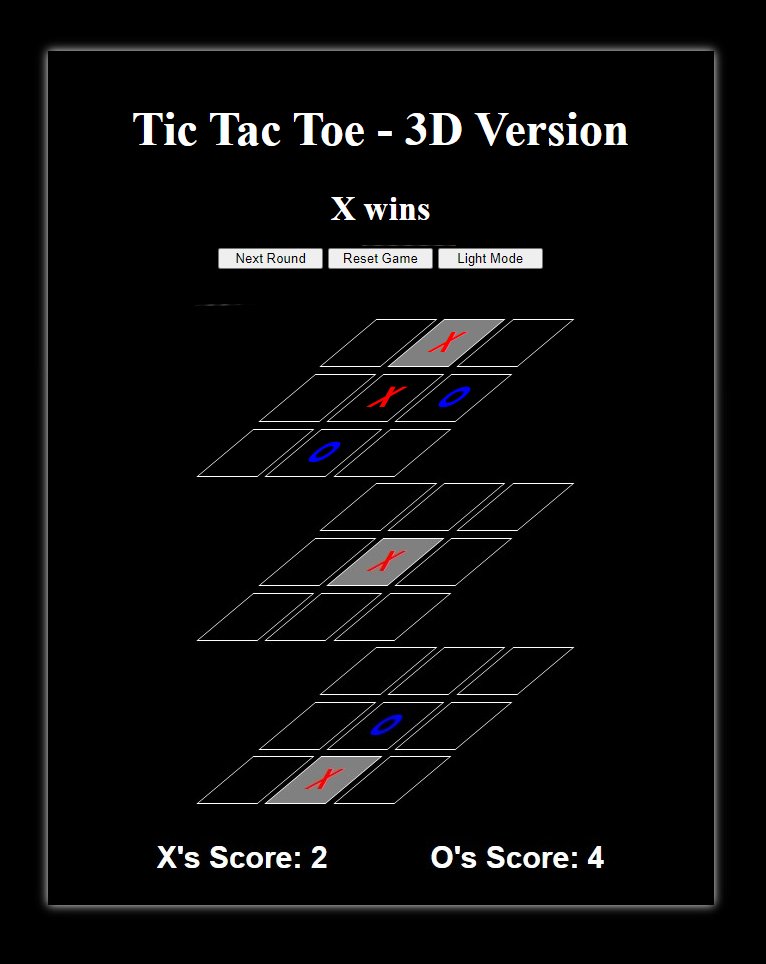 Tic Tac Toe - 3D Version
X wins
Next Round Reset Game Light Mode
X
X O
O
X
O
X
X's Score: 2 O's Score: 4